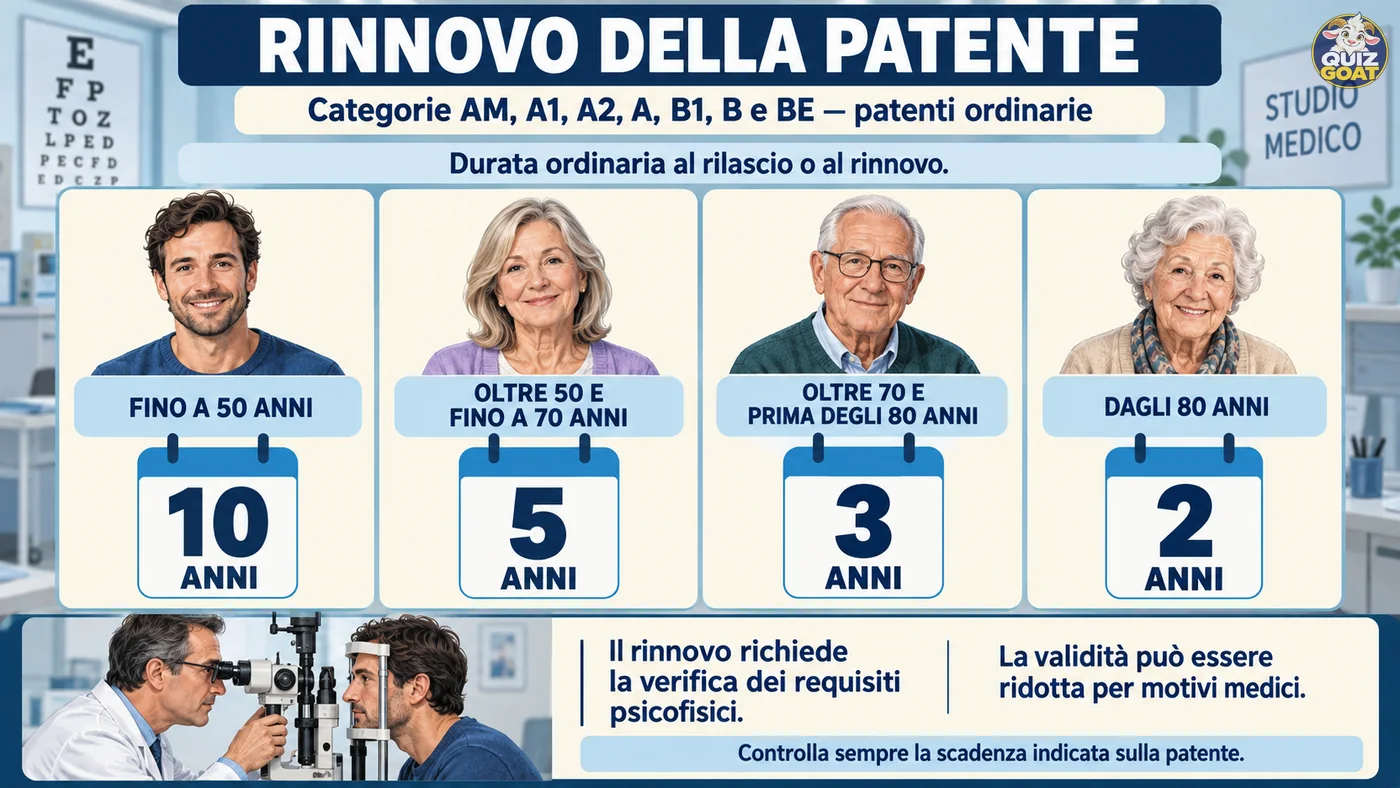 RINNOVO DELLA PATENTE
QUIZ
GOAT
Categorie AM, A1, A2, A, B1, B e BE – patenti ordinarie
Durata ordinaria al rilascio o al rinnovo.
E
F P
T O Z
L P E D
P E C F D
E D C Z P
STUDIO
MEDICO
FINO A 50 ANNI
10
ANNI
OLTRE 50 E
FINO A 70 ANNI
5
ANNI
OLTRE 70 E
PRIMA DEGLI 80 ANNI
3
ANNI
DAGLI 80 ANNI
2
ANNI
Il rinnovo richiede
la verifica dei requisiti
psicofisici.
La validità può essere
ridotta per motivi medici.
Controlla sempre la scadenza indicata sulla patente.